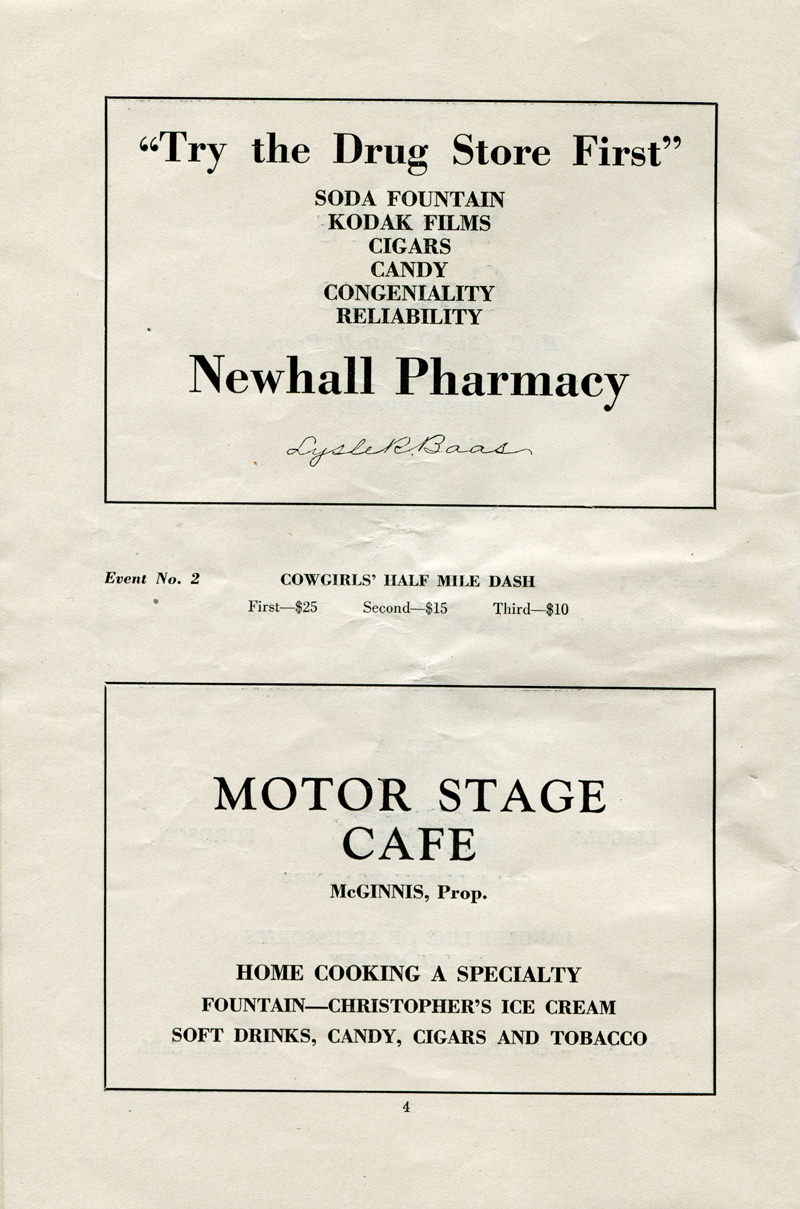 “Try the Drug Store First”
SODA FOUNTAIN
KODAK FILMS
CIGARS
CANDY
CONGENIALITY
RELIABILITY
Newhall Pharmacy
Lysle R. Baas
Event No. 2 COWGIRLS’ HALF MILE DASH
First—$25 Second—$15 Third—$10
MOTOR STAGE
CAFE
McGINNIS, Prop.
HOME COOKING A SPECIALTY
FOUNTAIN—CHRISTOPHER’S ICE CREAM
SOFT DRINKS, CANDY, CIGARS AND TOBACCO
4